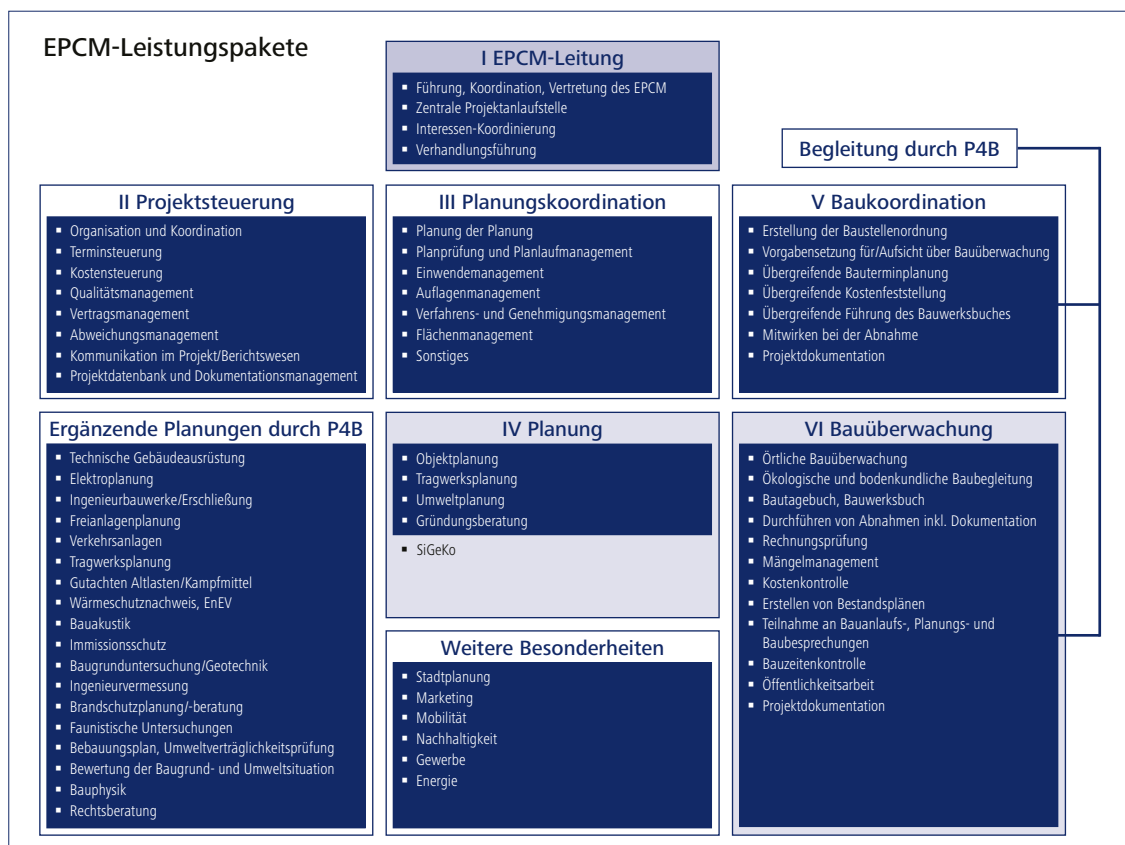 EPCM-Leistungspakete
I EPCM-Leitung
▪ Führung, Koordination, Vertretung des EPCM
▪ Zentrale Projektanlaufstelle
▪ Interessen-Koordinierung
▪ Verhandlungsführung
Begleitung durch P4B
II Projektsteuerung
▪ Organisation und Koordination
▪ Terminsteuerung
▪ Kostensteuerung
▪ Qualitätsmanagement
▪ Vertragsmanagement
▪ Abweichungsmanagement
▪ Kommunikation im Projekt/Berichtswesen
▪ Projektdatenbank und Dokumentationsmanagement
III Planungskoordination
▪ Planung der Planung
▪ Planprüfung und Planlaufmanagement
▪ Einwendemanagement
▪ Auflagenmanagement
▪ Verfahrens- und Genehmigungsmanagement
▪ Flächenmanagement
▪ Sonstiges
V Baukoordination
▪ Erstellung der Baustellenordnung
▪ Vorgabensetzung für/Aufsicht über Bauüberwachung
▪ Übergreifende Bauterminplanung
▪ Übergreifende Kostenfeststellung
▪ Übergreifende Führung des Bauwerksbuches
▪ Mitwirken bei der Abnahme
▪ Projektdokumentation
Ergänzende Planungen durch P4B
▪ Technische Gebäudeausrüstung
▪ Elektroplanung
▪ Ingenieurbauwerke/Erschließung
▪ Freianlagenplanung
▪ Verkehrsanlagen
▪ Tragwerksplanung
▪ Gutachten Altlasten/Kampfmittel
▪ Wärmeschutznachweis, EnEV
▪ Bauakustik
▪ Immissionsschutz
▪ Baugrunduntersuchung/Geotechnik
▪ Ingenieurvermessung
▪ Brandschutzplanung/-beratung
▪ Faunistische Untersuchungen
▪ Bebauungsplan, Umweltverträglichkeitsprüfung
▪ Bewertung der Baugrund- und Umweltsituation
▪ Bauphysik
▪ Rechtsberatung
IV Planung
▪ Objektplanung
▪ Tragwerksplanung
▪ Umweltplanung
▪ Gründungsberatung
▪ SiGeKo
Weitere Besonderheiten
▪ Stadtplanung
▪ Marketing
▪ Mobilität
▪ Nachhaltigkeit
▪ Gewerbe
▪ Energie
VI Bauüberwachung
▪ Örtliche Bauüberwachung
▪ Ökologische und bodenkundliche Baubegleitung
▪ Bautagebuch, Bauwerksbuch
▪ Durchführen von Abnahmen inkl. Dokumentation
▪ Rechnungsprüfung
▪ Mängelmanagement
▪ Kostenkontrolle
▪ Erstellen von Bestandsplänen
▪ Teilnahme an Bauanlaufs-, Planungs- und
Baubesprechungen
▪ Bauzeitenkontrolle
▪ Öffentlichkeitsarbeit
▪ Projektdokumentation